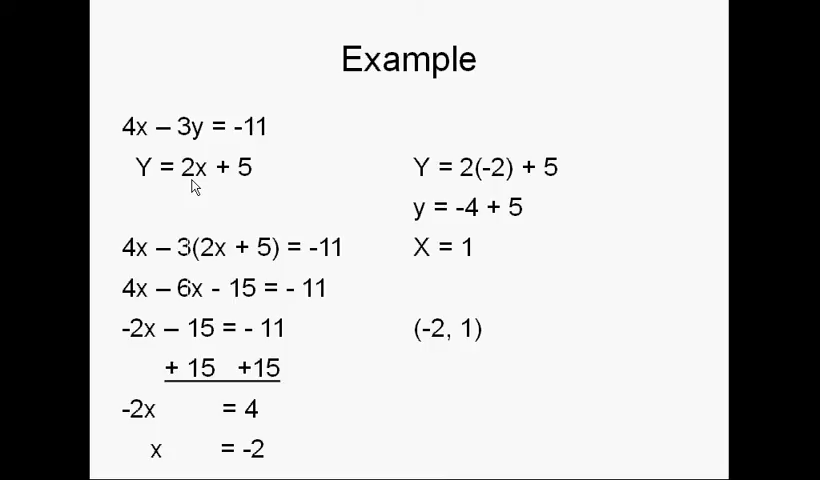 Example
4x – 3y = -11
Y = 2x + 5
4x – 3(2x + 5) = -11
4x – 6x - 15 = - 11
-2x – 15 = - 11
+ 15 +15
-2x = 4
x = -2
Y = 2(-2) + 5
y = -4 + 5
X = 1
(-2, 1)